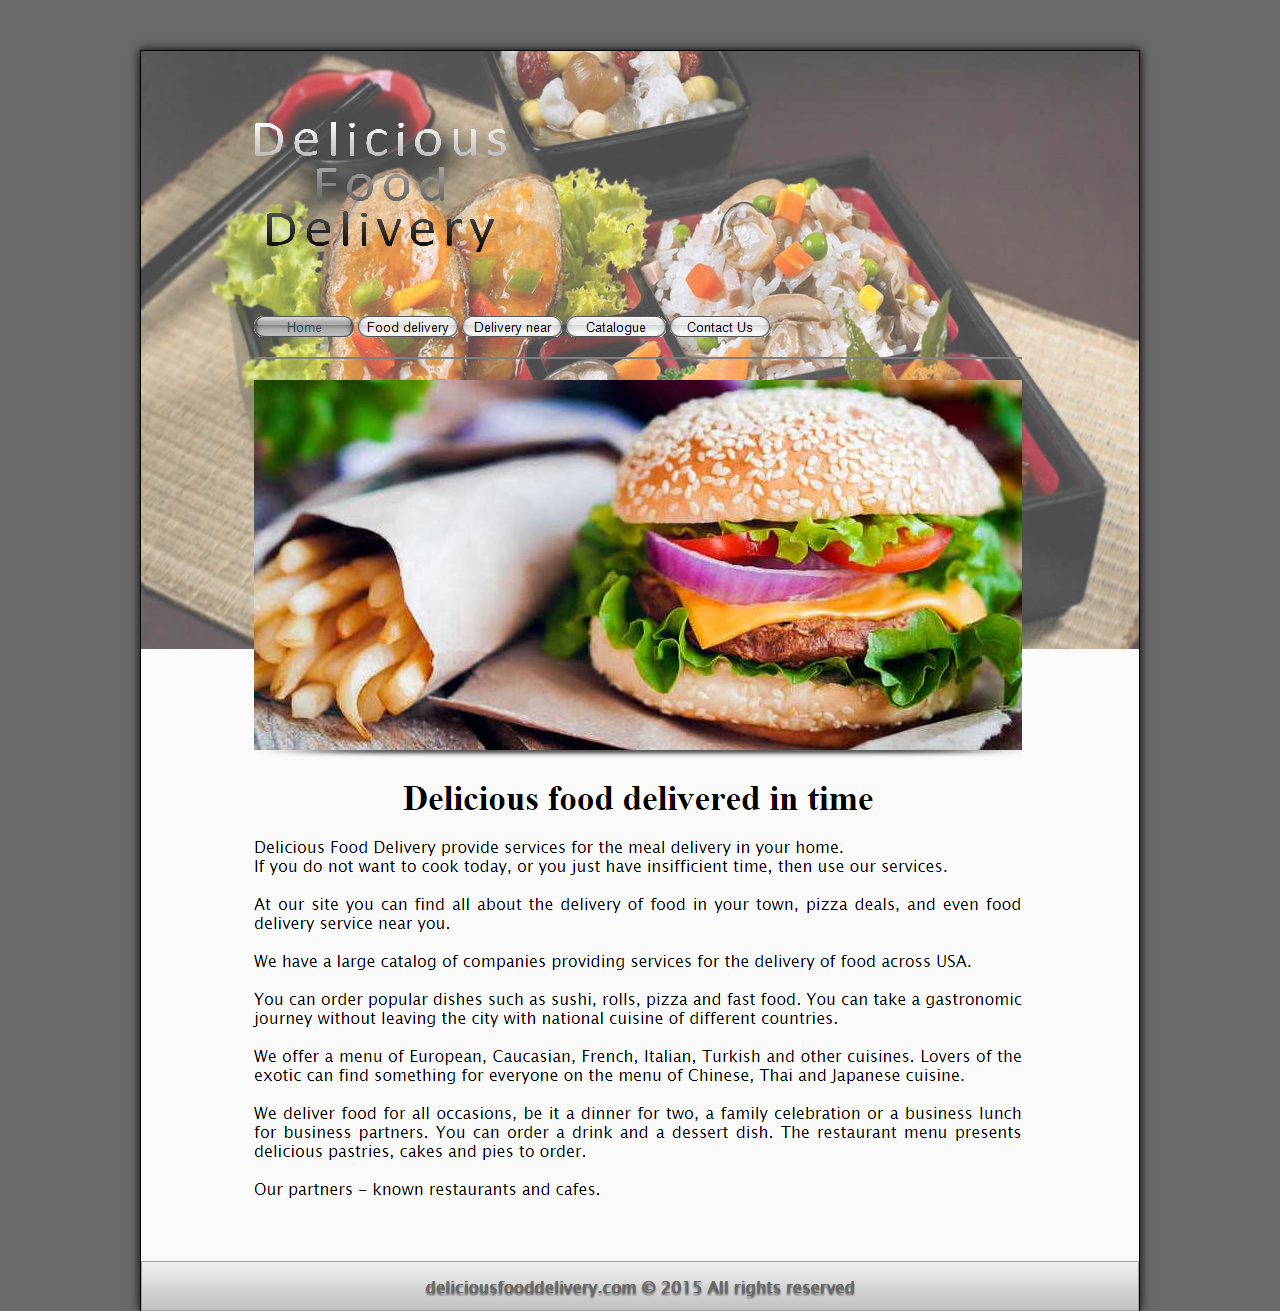 Delicious
Food
Delivery
Home Food delivery Delivery near Catalogue Contact Us
Delicious food delivered in time
Delicious Food Delivery provide services for the meal delivery in your home.
If you do not want to cook today, or you just have insifficient time, then use our services.
At our site you can find all about the delivery of food in your town, pizza deals, and even food
delivery service near you.
We have a large catalog of companies providing services for the delivery of food across USA.
You can order popular dishes such as sushi, rolls, pizza and fast food. You can take a gastronomic
journey without leaving the city with national cuisine of different countries.
We offer a menu of European, Caucasian, French, Italian, Turkish and other cuisines. Lovers of the
exotic can find something for everyone on the menu of Chinese, Thai and Japanese cuisine.
We deliver food for all occasions, be it a dinner for two, a family celebration or a business lunch
for business partners. You can order a drink and a dessert dish. The restaurant menu presents
delicious pastries, cakes and pies to order.
Our partners – known restaurants and cafes.
deliciousfooddelivery.com © 2015 All rights reserved